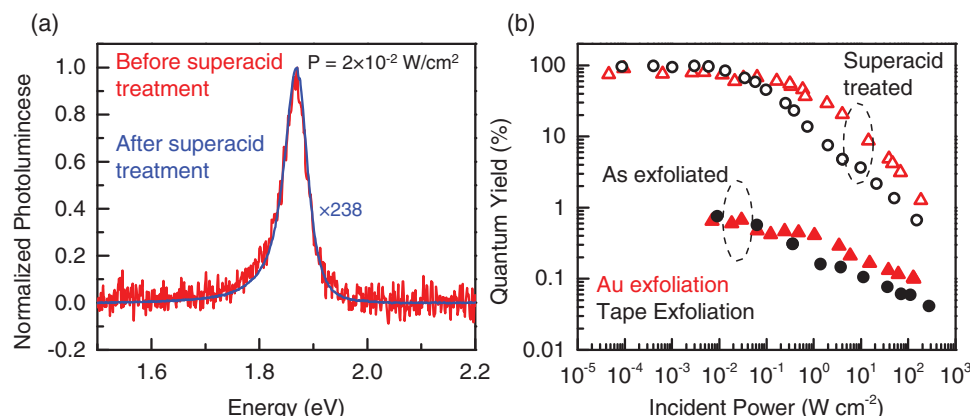 (a)
Before superacid
treatment
P = 2×10⁻² W/cm²
After superacid
treatment
×238
Normalized Photoluminescese
1.0
0.8
0.6
0.4
0.2
0.0
-0.2
1.6
1.8
2.0
2.2
Energy (eV)
(b)
Superacid
treated
As exfoliated
Au exfoliation
Tape Exfoliation
Quantum Yield (%)
100
10
1
0.1
0.01
10⁻⁵
10⁻⁴
10⁻³
10⁻²
10⁻¹
10⁰
10¹
10²
10³
Incident Power (W cm⁻²)